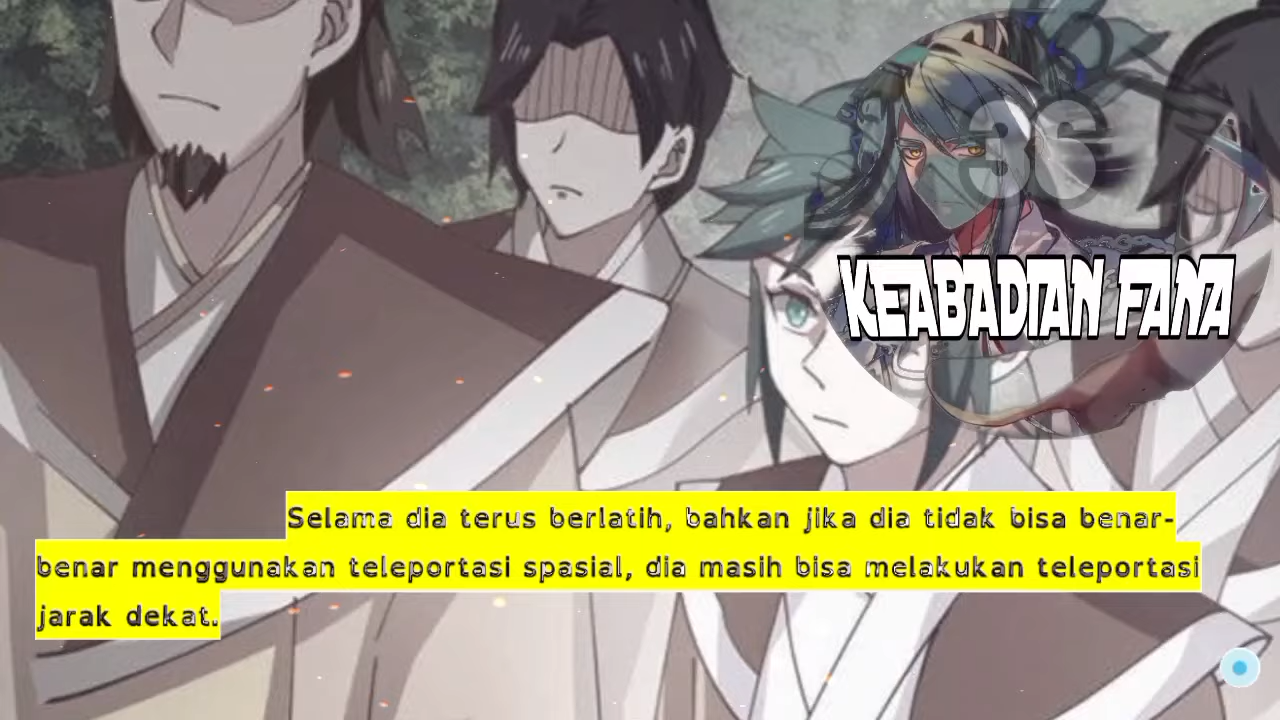 36
KEABADIAN FANA
Selama dia terus berlatih, bahkan jika dia tidak bisa benar-
benar menggunakan teleportasi spasial, dia masih bisa melakukan teleportasi
jarak dekat.